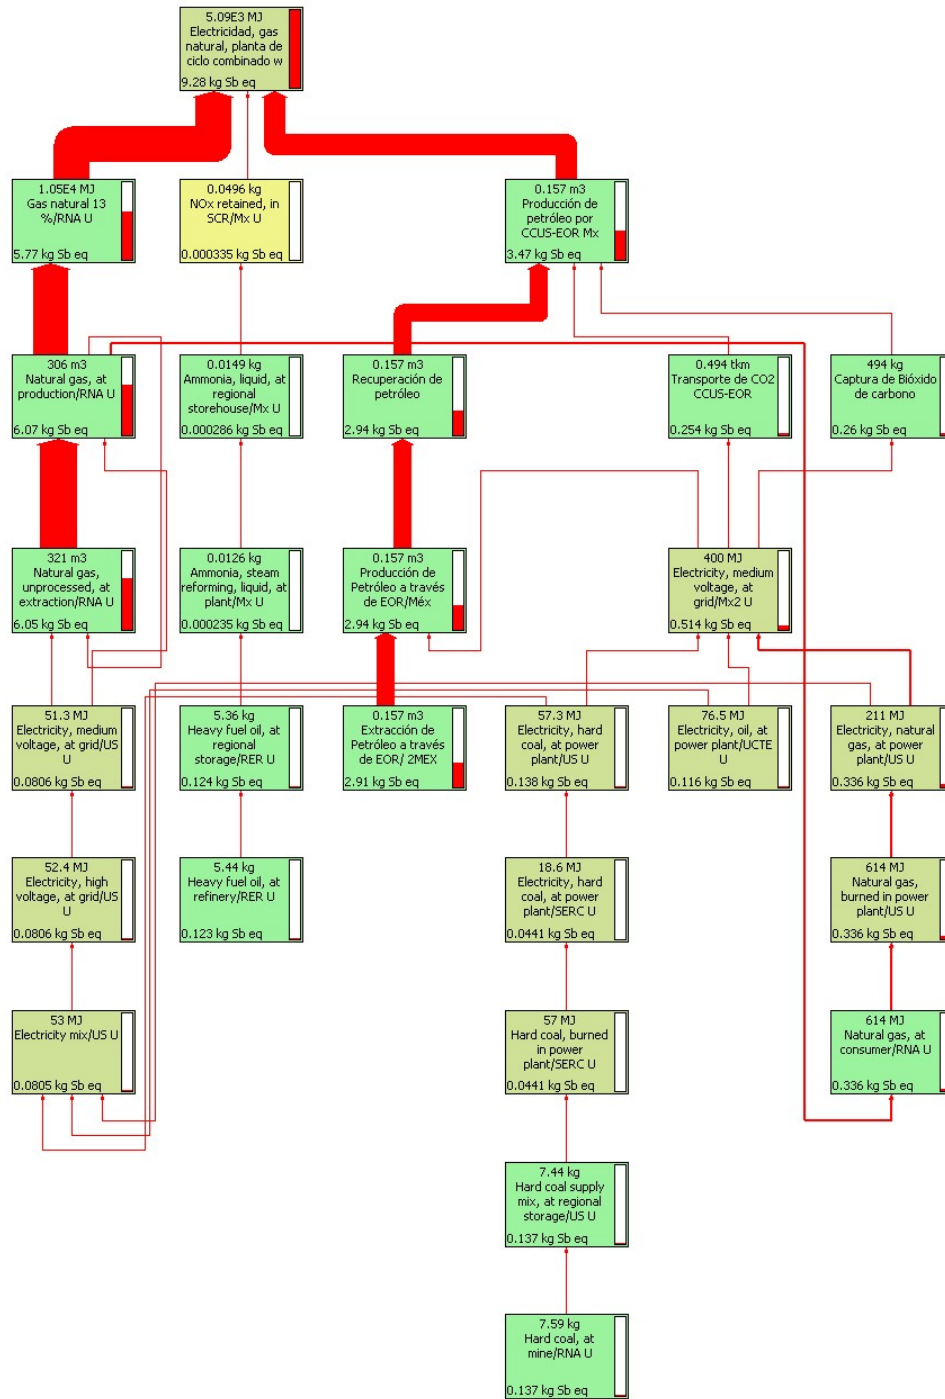 5.09E3 MJ
Electricidad, gas
natural, planta de
ciclo combinado w
9.28 kg Sb eq
1.05E4 MJ
Gas natural 13
%/RNA U
5.77 kg Sb eq
0.0496 kg
NOx retained, in
SCR/Mx U
0.000335 kg Sb eq
0.157 m3
Producción de
petróleo por
CCUS-EOR Mx
3.47 kg Sb eq
306 m3
Natural gas, at
production/RNA U
6.07 kg Sb eq
0.0149 kg
Ammonia, liquid, at
regional
storehouse/Mx U
0.000286 kg Sb eq
0.157 m3
Recuperación de
petróleo
2.94 kg Sb eq
0.494 tkm
Transporte de CO2
CCUS-EOR
0.254 kg Sb eq
494 kg
Captura de Bióxido
de carbono
0.26 kg Sb eq
321 m3
Natural gas,
unprocessed, at
extraction/RNA U
6.05 kg Sb eq
0.0126 kg
Ammonia, steam
reforming, liquid, at
plant/Mx U
0.000235 kg Sb eq
0.157 m3
Producción de
Petróleo a través
de EOR/Méx
2.94 kg Sb eq
400 MJ
Electricity, medium
voltage, at
grid/Mx2 U
0.514 kg Sb eq
51.3 MJ
Electricity, medium
voltage, at grid/US
U
0.0806 kg Sb eq
5.36 kg
Heavy fuel oil, at
regional
storage/RER U
0.124 kg Sb eq
0.157 m3
Extracción de
Petróleo a través
de EOR/ 2MEX
2.91 kg Sb eq
57.3 MJ
Electricity, hard
coal, at power
plant/US U
0.138 kg Sb eq
76.5 MJ
Electricity, oil, at
power plant/UCTE
U
0.116 kg Sb eq
211 MJ
Electricity, natural
gas, at power
plant/US U
0.336 kg Sb eq
52.4 MJ
Electricity, high
voltage, at grid/US
U
0.0806 kg Sb eq
5.44 kg
Heavy fuel oil, at
refinery/RER U
0.123 kg Sb eq
18.6 MJ
Electricity, hard
coal, at power
plant/SERC U
0.0441 kg Sb eq
614 MJ
Natural gas,
burned in power
plant/US U
0.336 kg Sb eq
53 MJ
Electricity mix/US U
0.0805 kg Sb eq
57 MJ
Hard coal, burned
in power
plant/SERC U
0.0441 kg Sb eq
614 MJ
Natural gas, at
consumer/RNA U
0.336 kg Sb eq
7.44 kg
Hard coal supply
mix, at regional
storage/US U
0.137 kg Sb eq
7.59 kg
Hard coal, at
mine/RNA U
0.137 kg Sb eq